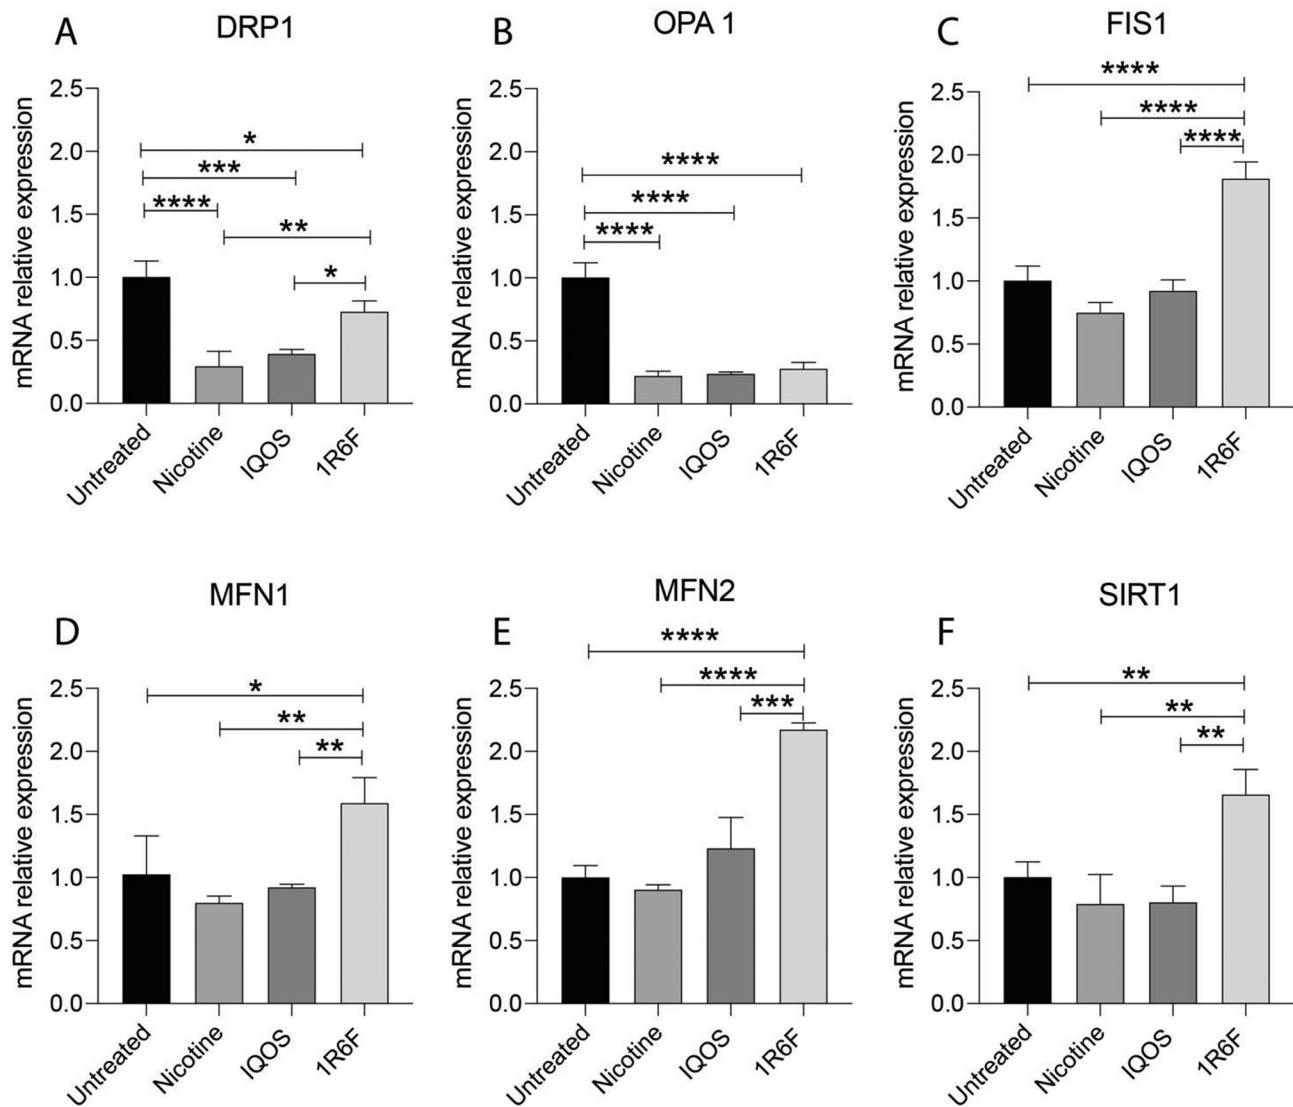 A
DRP1
mRNA relative expression
2.5
2.0
1.5
1.0
0.5
0.0
*
***
****
**
*
Untreated
Nicotine
IQOS
1R6F
B
OPA 1
mRNA relative expression
2.5
2.0
1.5
1.0
0.5
0.0
****
****
****
Untreated
Nicotine
IQOS
1R6F
C
FIS1
mRNA relative expression
2.5
2.0
1.5
1.0
0.5
0.0
****
****
****
Untreated
Nicotine
IQOS
1R6F
D
MFN1
mRNA relative expression
2.5
2.0
1.5
1.0
0.5
0.0
*
**
**
Untreated
Nicotine
IQOS
1R6F
E
MFN2
mRNA relative expression
2.5
2.0
1.5
1.0
0.5
0.0
****
****
***
Untreated
Nicotine
IQOS
1R6F
F
SIRT1
mRNA relative expression
2.5
2.0
1.5
1.0
0.5
0.0
**
**
**
Untreated
Nicotine
IQOS
1R6F